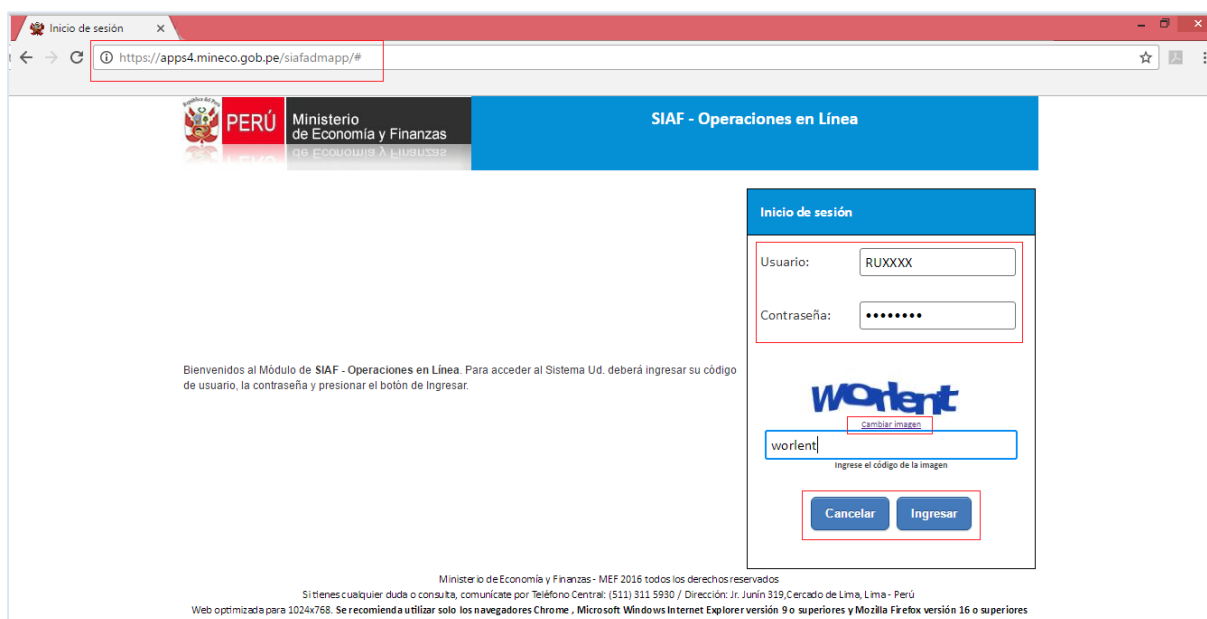 Inicio de sesión
https://apps4.mineco.gob.pe/siafadmapp/#
República del Perú
PERÚ
Ministerio
de Economía y Finanzas
SIAF - Operaciones en Línea
Inicio de sesión
Usuario:
RUXXXX
Contraseña:
••••••••
Bienvenidos al Módulo de SIAF - Operaciones en Línea. Para acceder al Sistema Ud. deberá ingresar su código
de usuario, la contraseña y presionar el botón de Ingresar.
worlent
Cambiar imagen
worlent
Ingrese el código de la imagen
Cancelar
Ingresar
Ministerio de Economía y Finanzas - MEF 2016 todos los derechos reservados
Si tienes cualquier duda o consulta, comunícate por Teléfono Central: (511) 311 5930 / Dirección: Jr. Junín 319,Cercado de Lima, Lima - Perú
Web optimizada para 1024x768. Se recomienda utilizar solo los navegadores Chrome , Microsoft Windows Internet Explorer versión 9 o superiores y Mozilla Firefox versión 16 o superiores